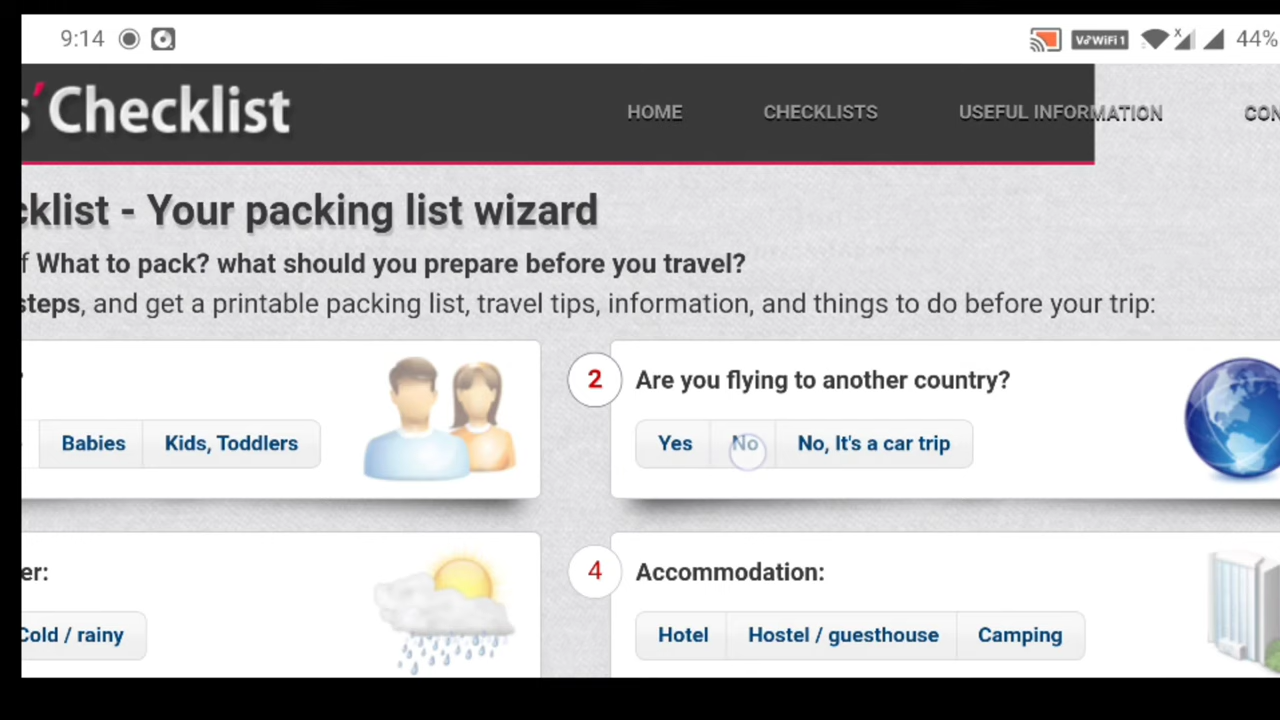 9:14 VoWiFi 1 X 44%
s'Checklist HOME CHECKLISTS USEFUL INFORMATION CON
cklist - Your packing list wizard
f What to pack? what should you prepare before you travel?
steps, and get a printable packing list, travel tips, information, and things to do before your trip:
2 Are you flying to another country?
Babies Kids, Toddlers Yes No No, It's a car trip
er: 4 Accommodation:
Cold / rainy Hotel Hostel / guesthouse Camping